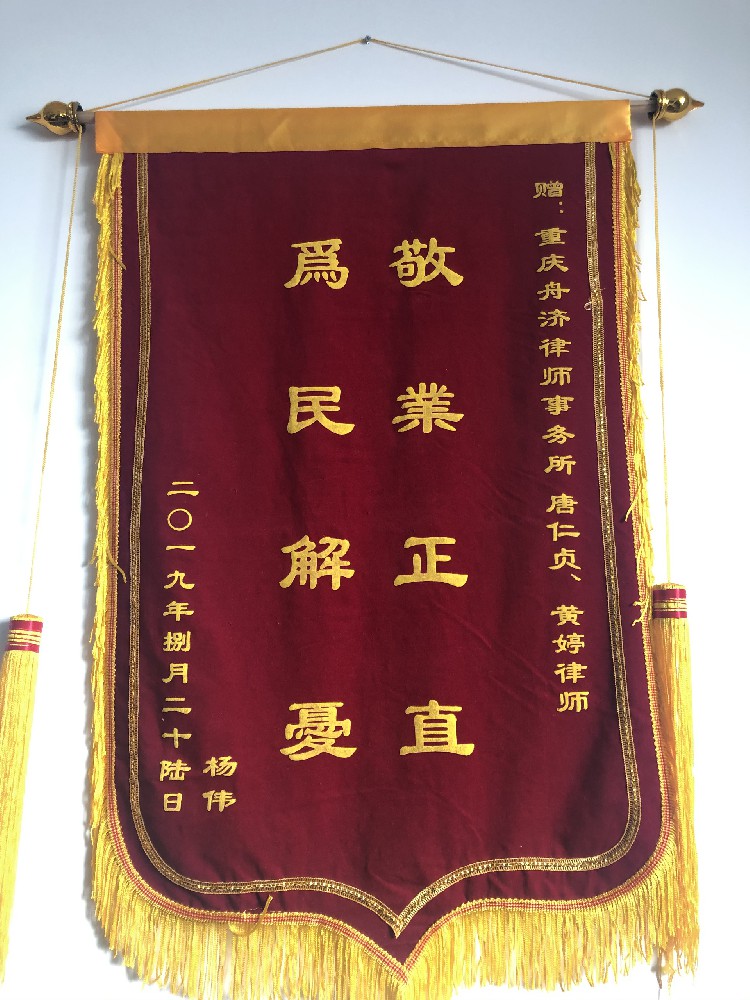 赠：重庆舟济律师事务所 唐仁贞、黄婷律师
敬業正直
爲民解憂
杨伟
二〇一九年捌月二十陆日